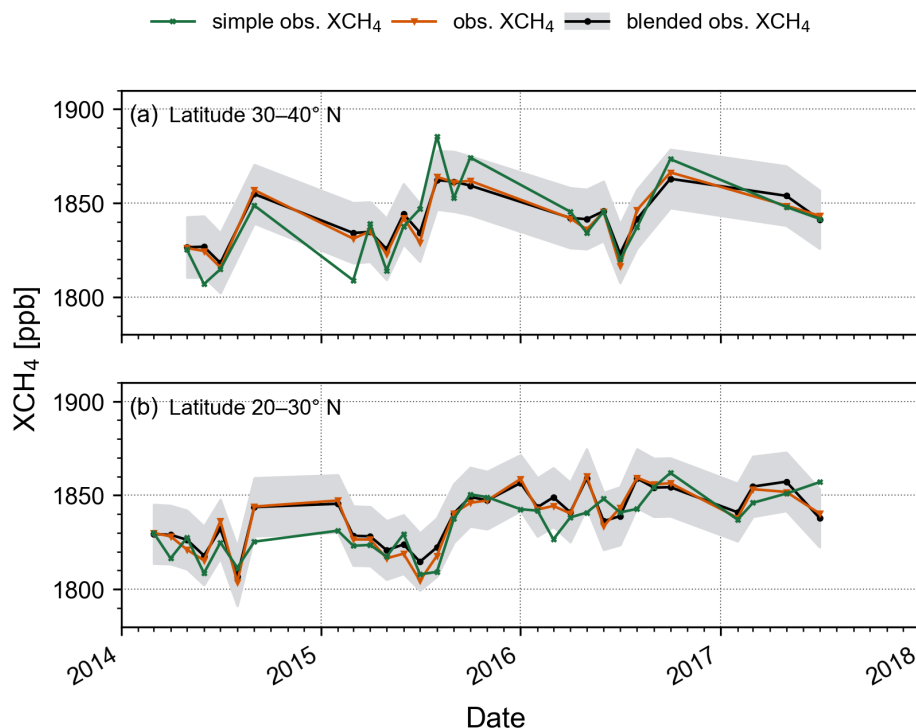 simple obs. XCH₄ obs. XCH₄ blended obs. XCH₄
XCH₄ [ppb]
1900
(a) Latitude 30–40° N
1850
1800
1900
(b) Latitude 20–30° N
1850
1800
2014 2015 2016 2017 2018
Date